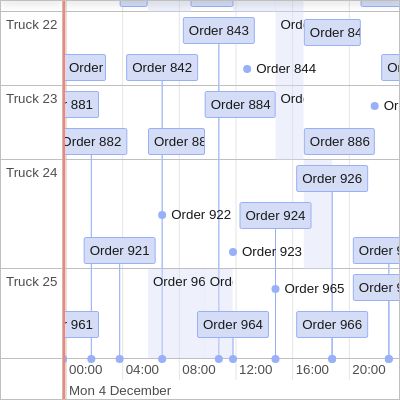 Truck 22
Order 843
Ord
Order 84
Order
Order 842
Order 844
O
Truck 23
881
Order 884
Ord
Or
Order 882
Order 88
Order 886
Truck 24
Order 926
Order 922
Order 924
Order 921
Order 923
Order 9
Truck 25
Order 96 Ord
Order 965
Order 9
961
Order 964
Order 966
00:00 04:00 08:00 12:00 16:00 20:00
Mon 4 December